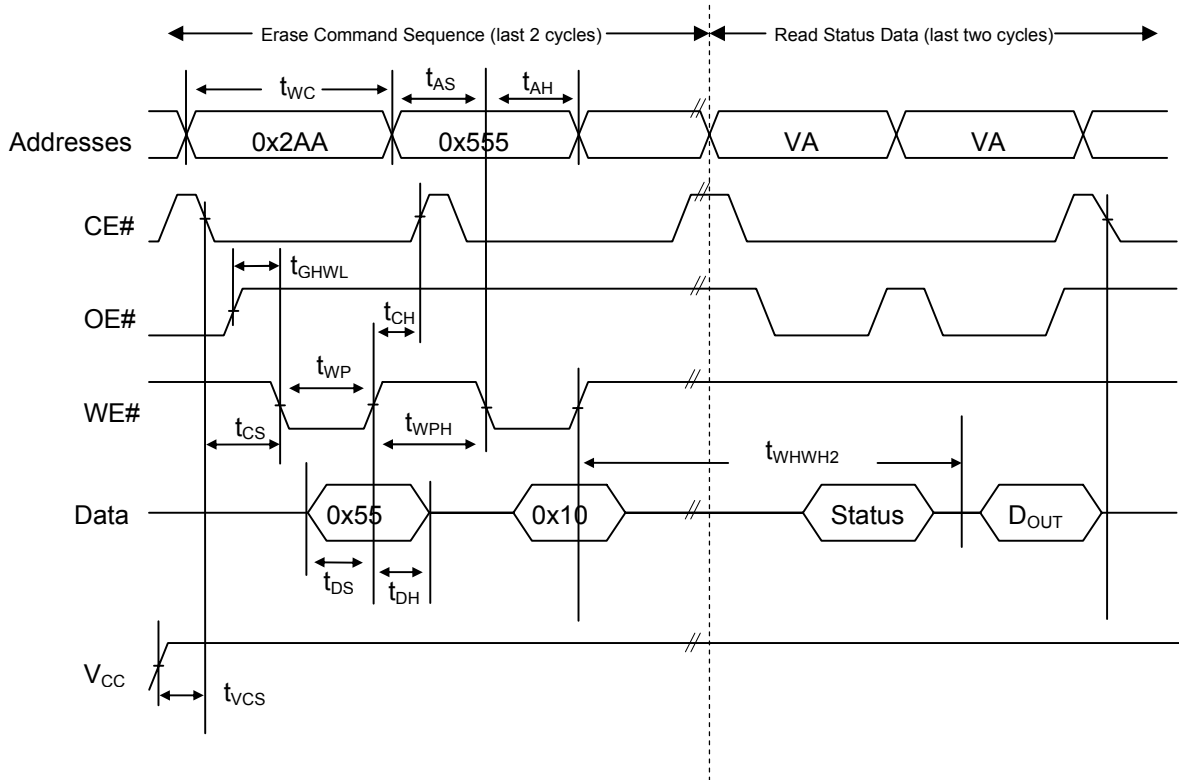 Erase Command Sequence (last 2 cycles) Read Status Data (last two cycles)
tWC tAS tAH
Addresses 0x2AA 0x555 VA VA
CE#
tGHWL
OE# tCH
tWP
WE#
tCS tWPH
tWHWH2
Data 0x55 0x10 Status DOUT
tDS tDH
VCC tVCS